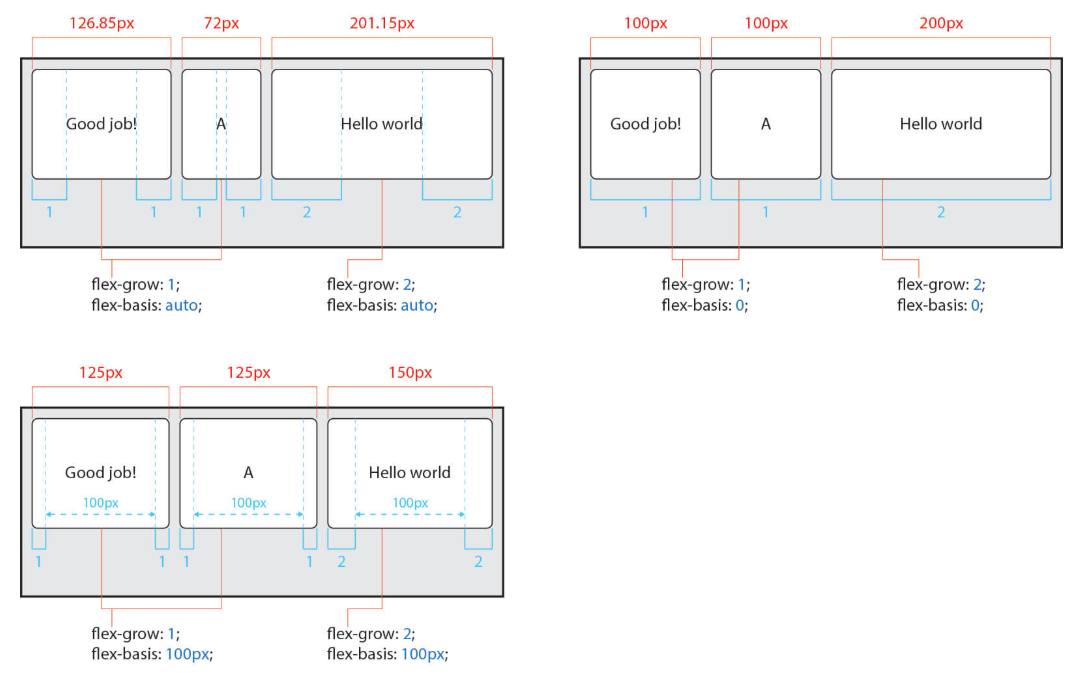 126.85px 72px 201.15px
Good job! A Hello world
1 1 1 1 2 2
flex-grow: 1; flex-grow: 2;
flex-basis: auto; flex-basis: auto;
100px 100px 200px
Good job! A Hello world
1 1 2
flex-grow: 1; flex-grow: 2;
flex-basis: 0; flex-basis: 0;
125px 125px 150px
Good job! A Hello world
100px 100px 100px
1 1 1 1 2 2
flex-grow: 1; flex-grow: 2;
flex-basis: 100px; flex-basis: 100px;